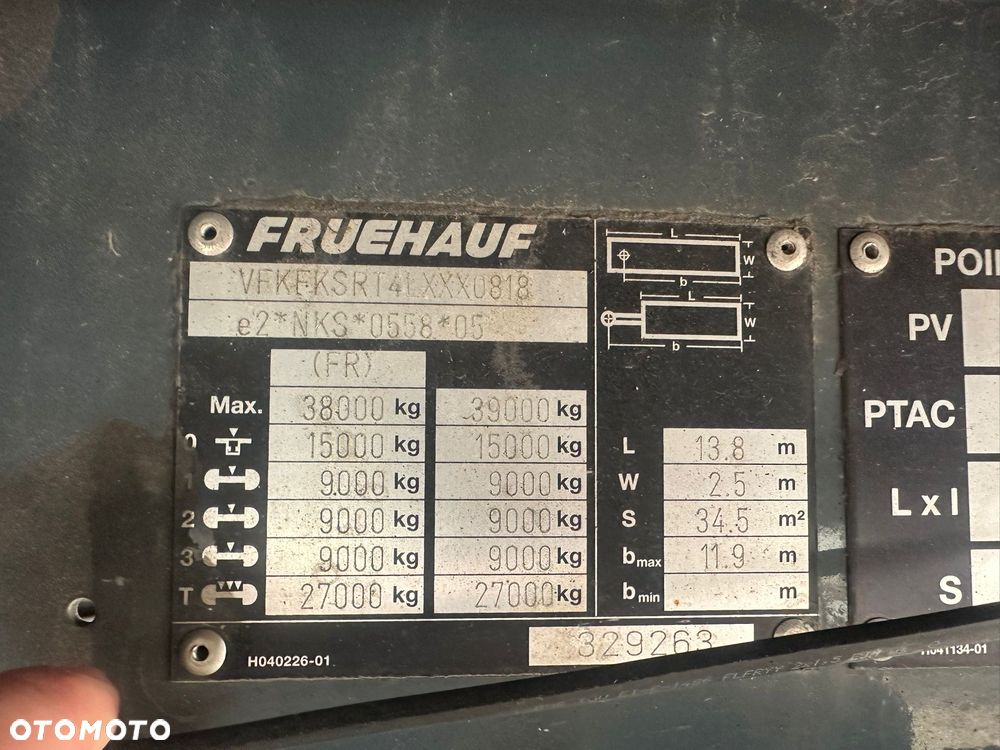 FRUEHAUF
e2*NKS*0558*05
(FR)
Max. 38000 kg 39000 kg
0 15000 kg 15000 kg
1 9000 kg 9000 kg
2 9000 kg 9000 kg
3 9000 kg 9000 kg
T 27000 kg 27000 kg
L
W
b
L
W
b
L 13.8 m
W 2.5 m
S 34.5 m²
bmax 11.9 m
bmin m
329263
H040226-01
PV
PTAC
L x l
S
H041134-01
OTOMOTO